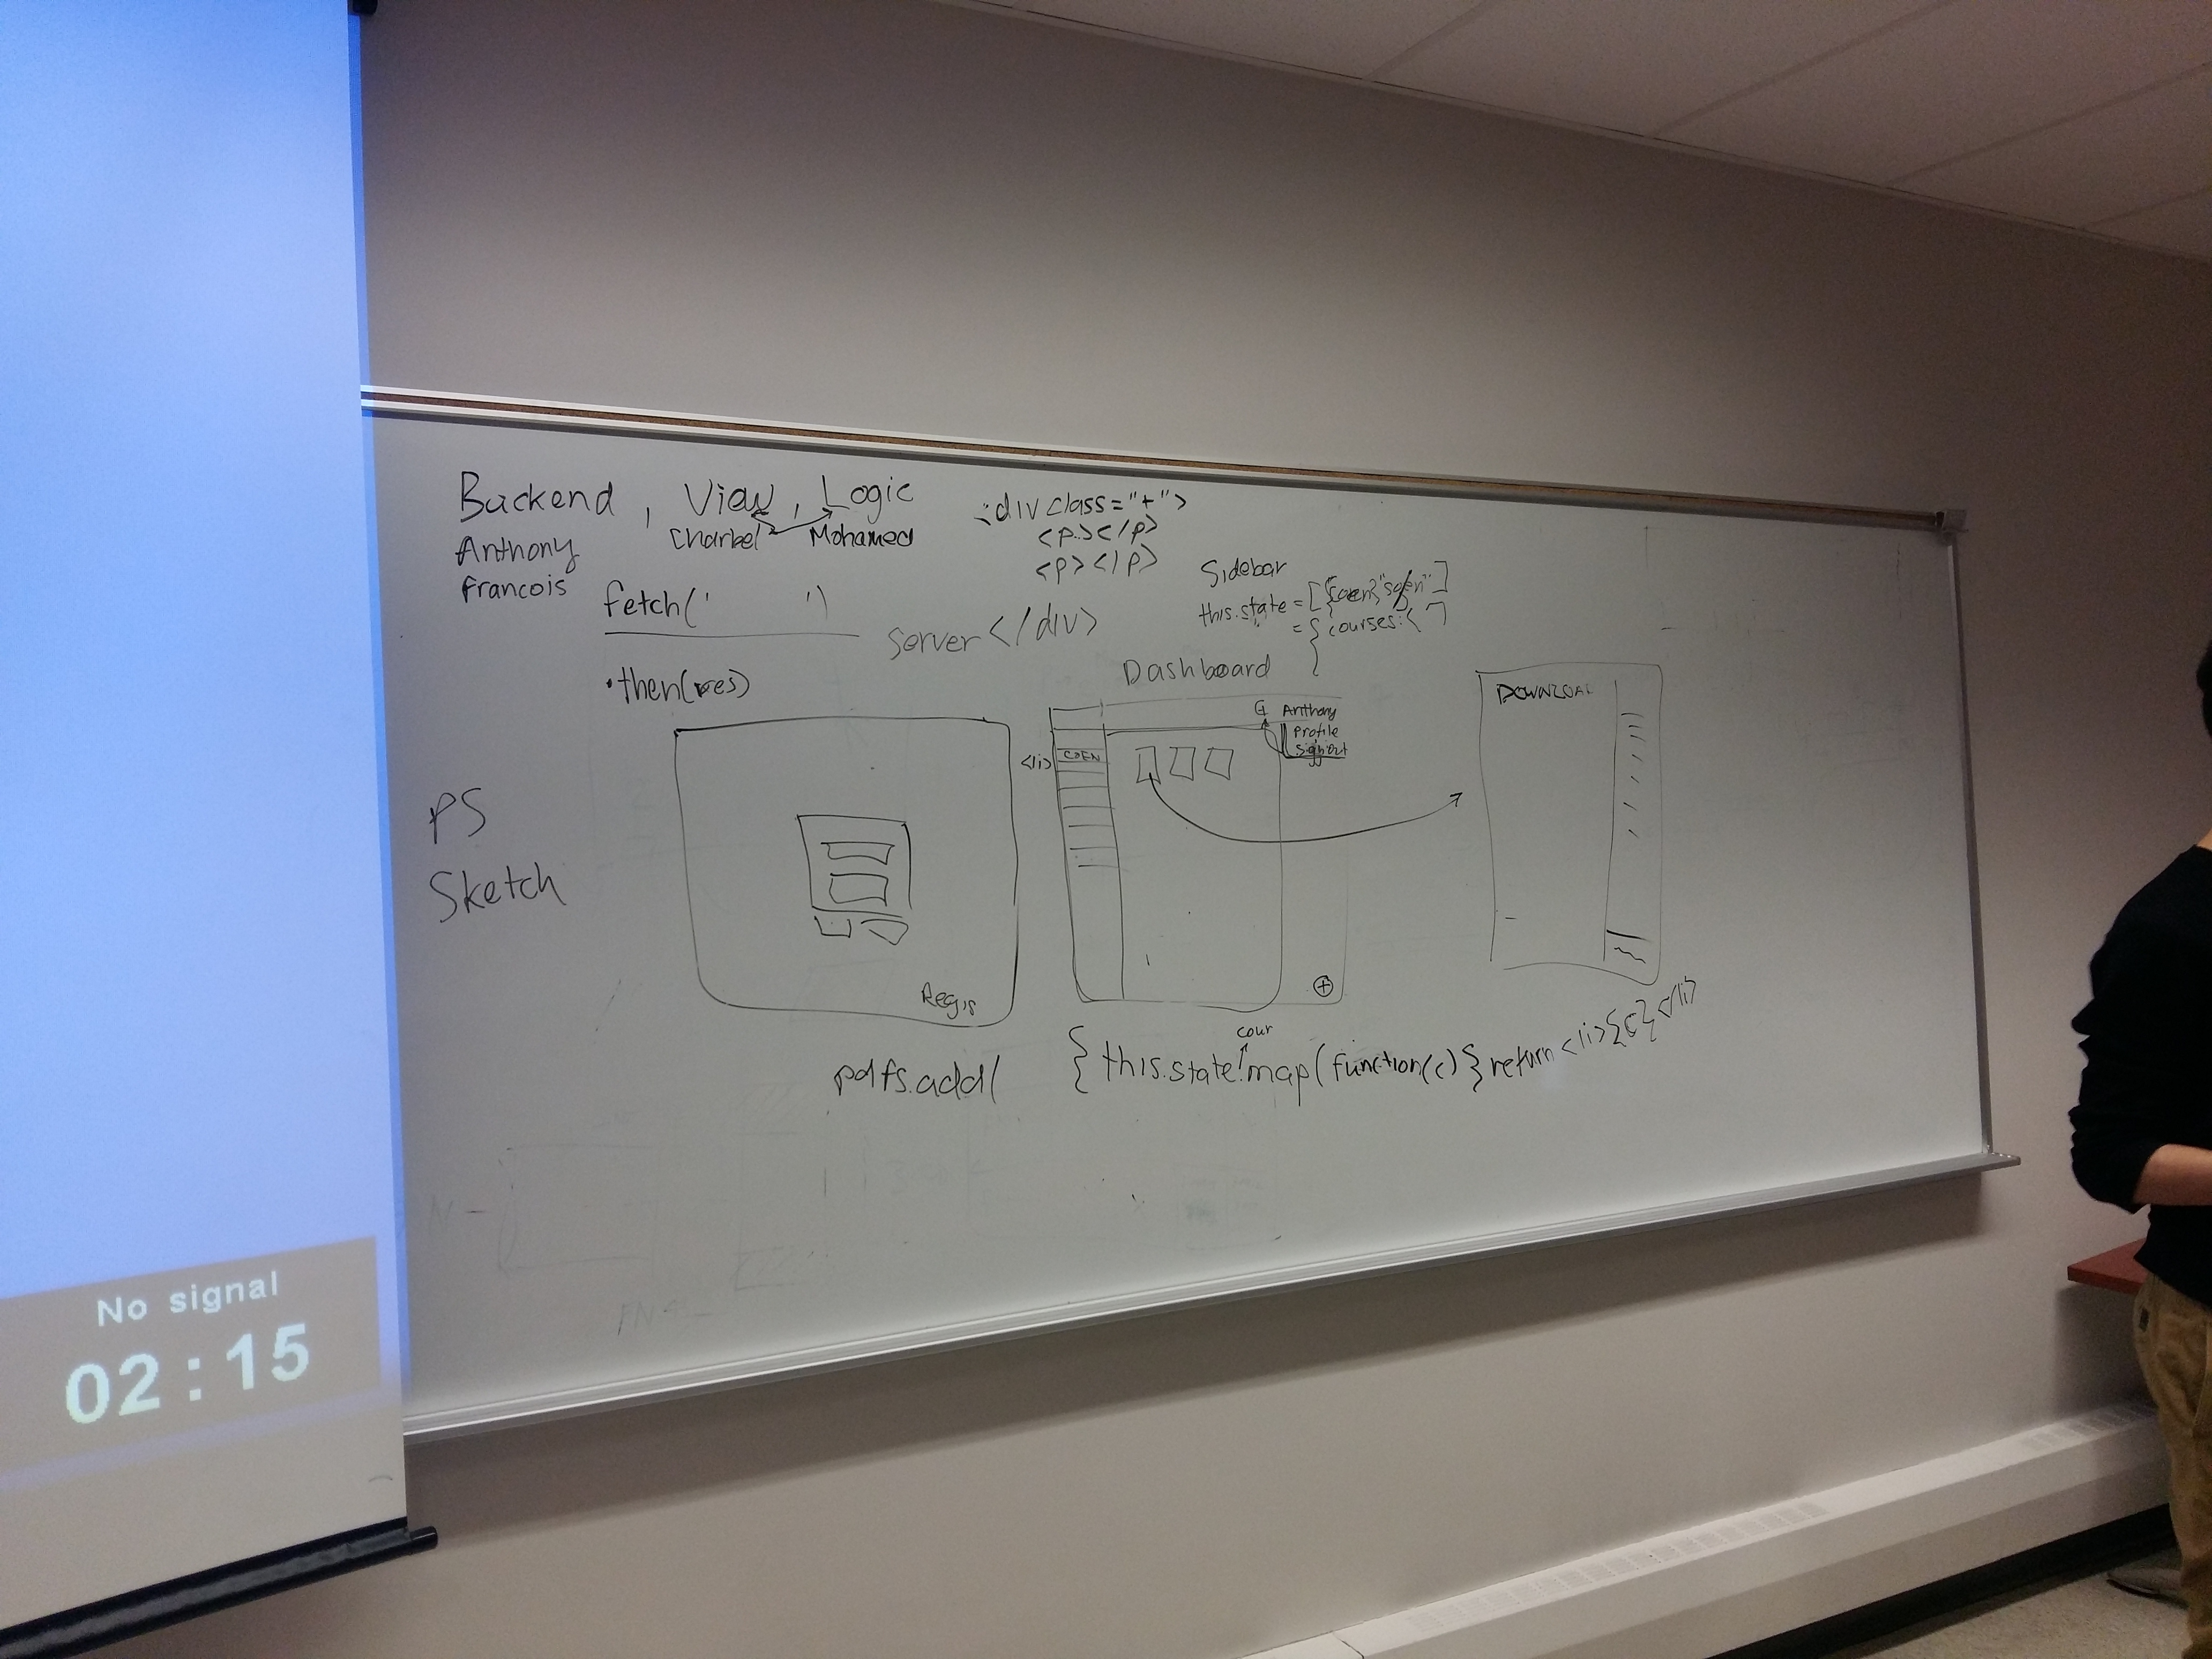 Backend, View, Logic
Anthony
Francois
Charbel
Mohamed
<div class="+">
<p></p>
<p></p>
</div>
fetch(' ')
server
.then(res)
Sidebar
this.state = [
= { courses: [ ]
}
Dashboard
G Anthony
Profile
Signout
<li>
COEN
DOWNLOAD
PS
Sketch
Regis
cour
pdfs.add(
{ this.state.map(function(c) } return <li>{c}</li>
No signal
02:15